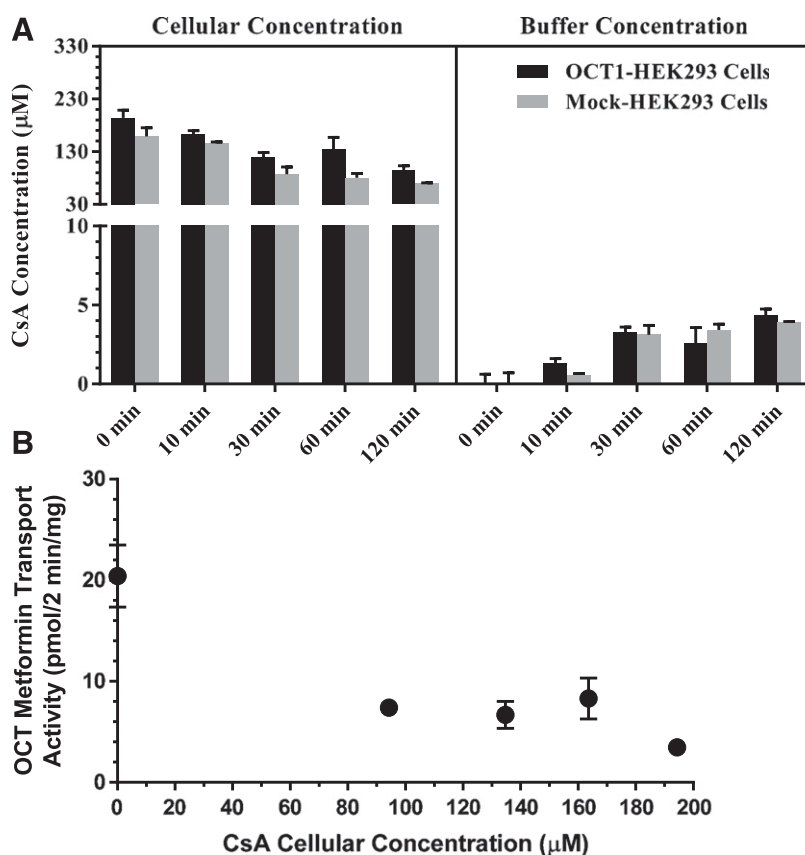 A
Cellular Concentration
Buffer Concentration
CsA Concentration (μM)
330
230
130
30
10
5
0
OCT1-HEK293 Cells
Mock-HEK293 Cells
0 min
10 min
30 min
60 min
120 min
0 min
10 min
30 min
60 min
120 min
B
OCT Metformin Transport
Activity (pmol/2 min/mg)
30
20
10
0
0
20
40
60
80
100
120
140
160
180
200
CsA Cellular Concentration (μM)